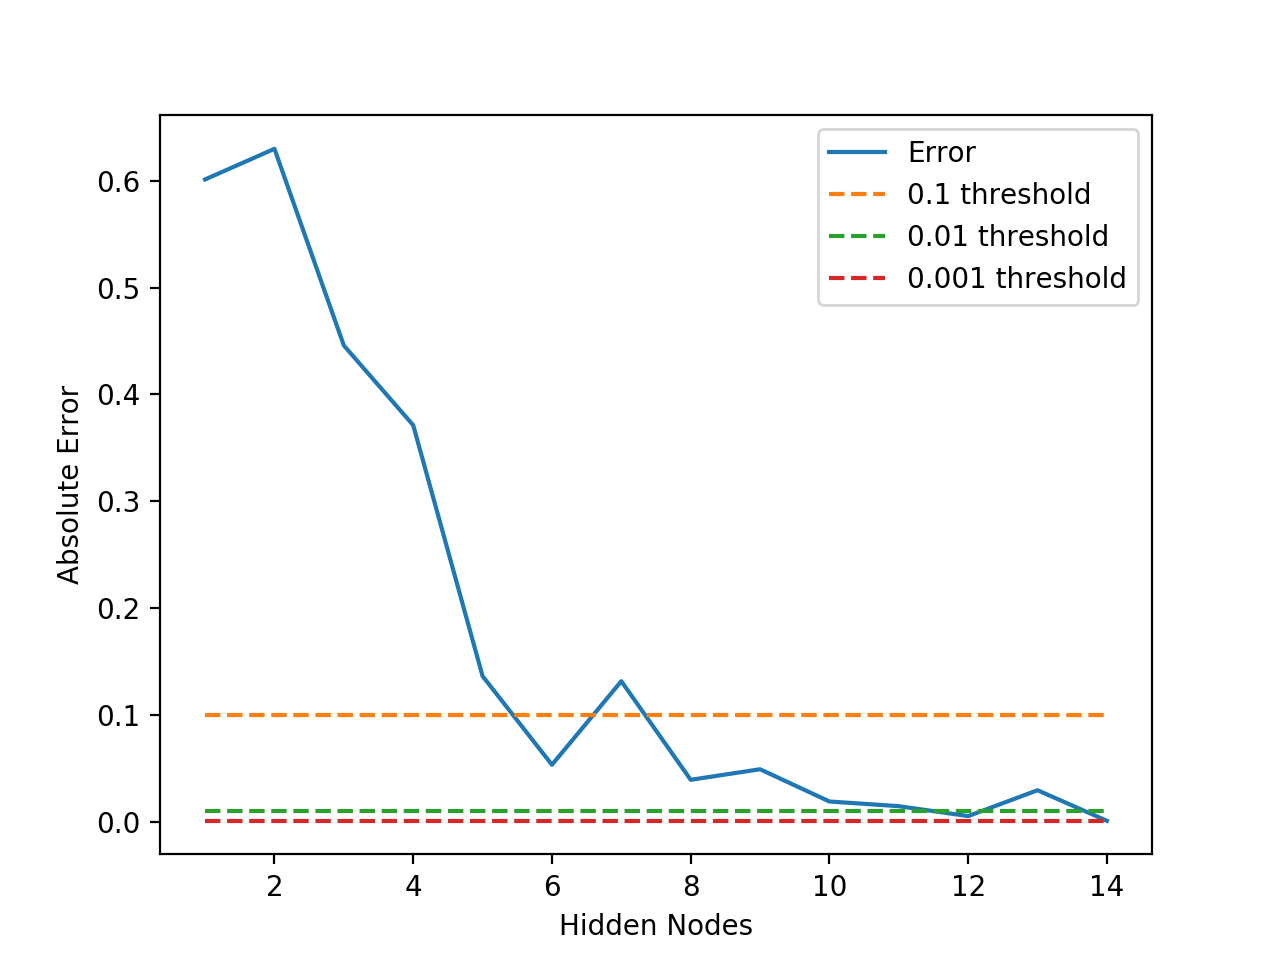 Error
0.1 threshold
0.01 threshold
0.001 threshold
0.6
0.5
0.4
0.3
0.2
0.1
0.0
Absolute Error
2 4 6 8 10 12 14
Hidden Nodes